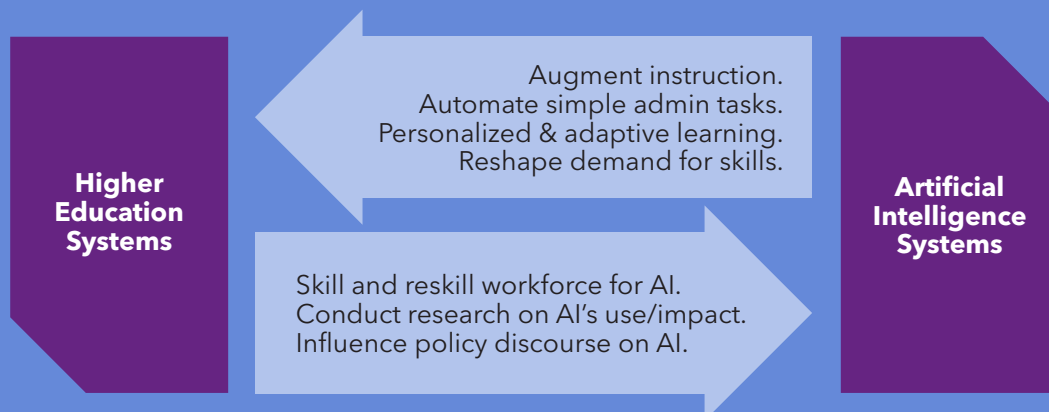 Higher
Education
Systems
Augment instruction.
Automate simple admin tasks.
Personalized & adaptive learning.
Reshape demand for skills.
Skill and reskill workforce for AI.
Conduct research on AI’s use/impact.
Influence policy discourse on AI.
Artificial
Intelligence
Systems